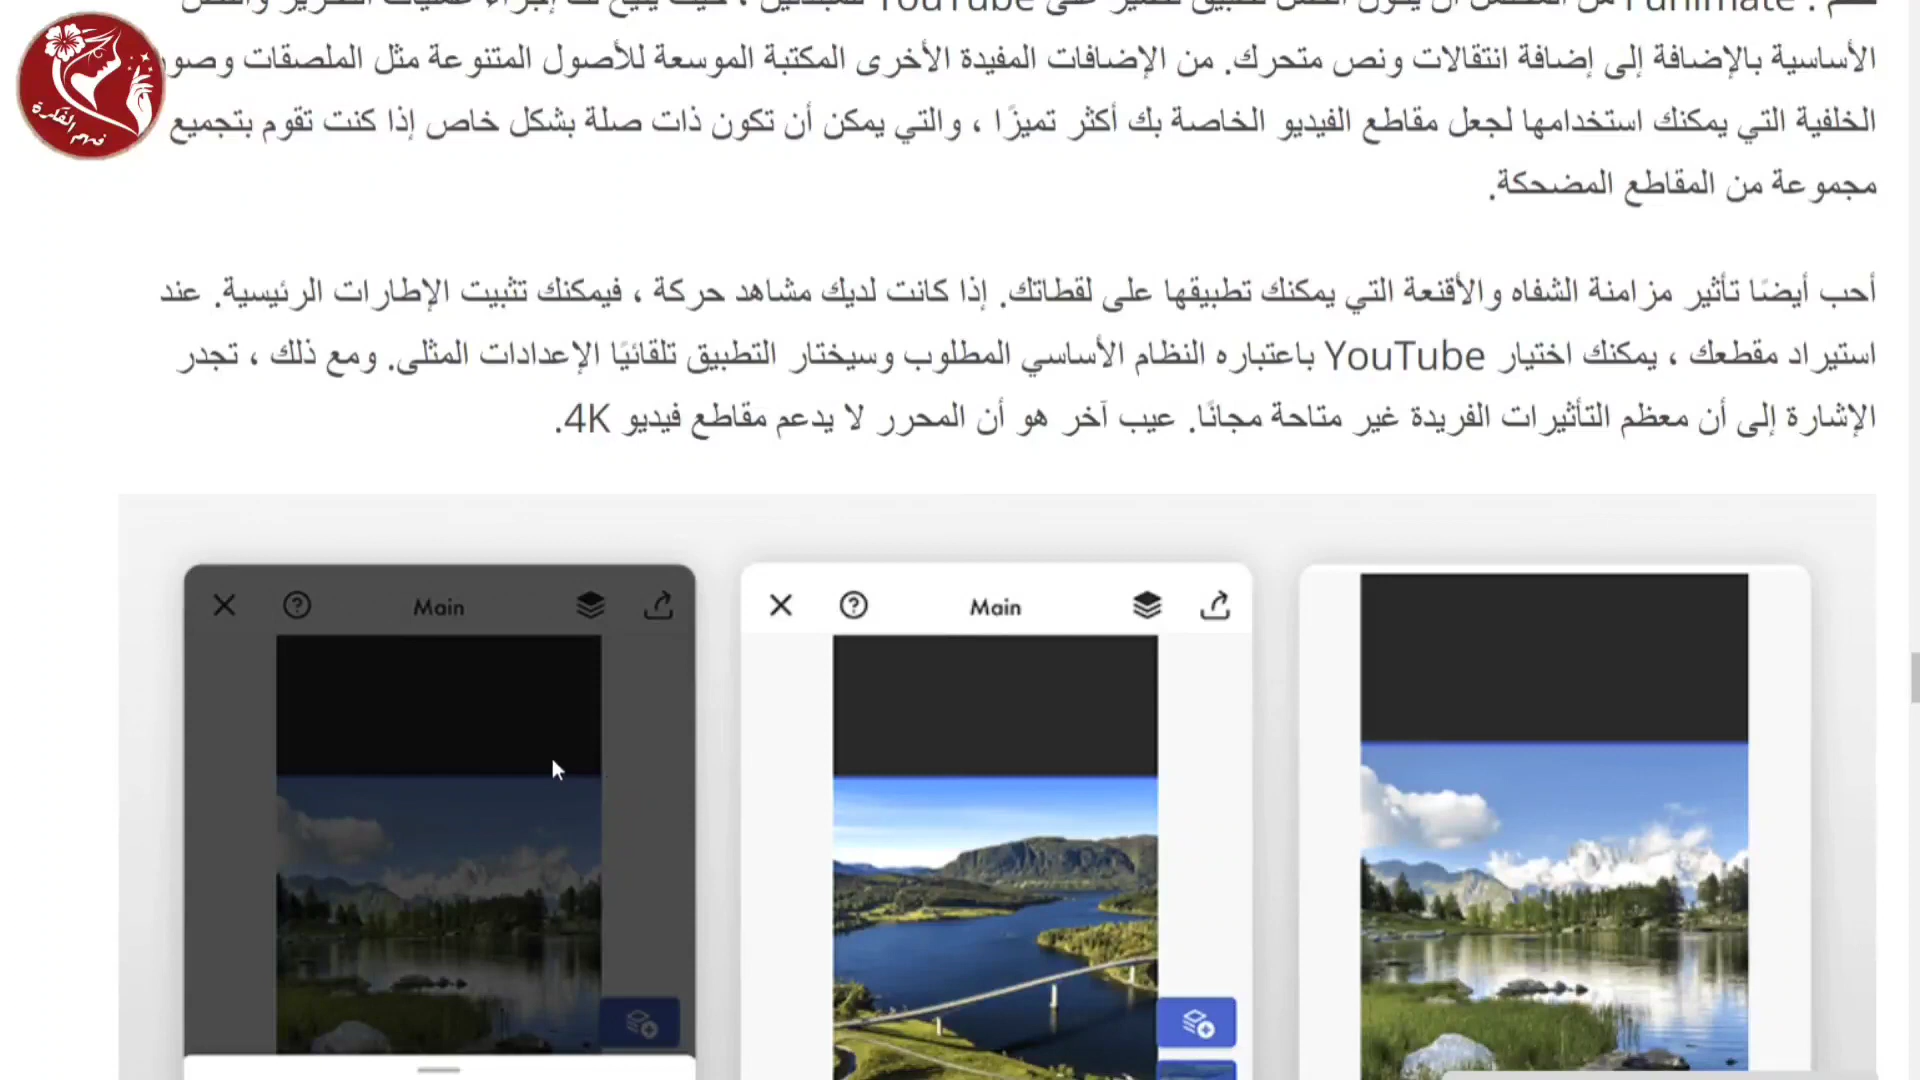 الأساسية بالإضافة إلى إضافة انتقالات ونص متحرك. من الإضافات المفيدة الأخرى المكتبة الموسعة للأصول المتنوعة مثل الملصقات وصور
الخلفية التي يمكنك استخدامها لجعل مقاطع الفيديو الخاصة بك أكثر تميزًا ، والتي يمكن أن تكون ذات صلة بشكل خاص إذا كنت تقوم بتجميع
مجموعة من المقاطع المضحكة.
أحب أيضًا تأثير مزامنة الشفاه والأقنعة التي يمكنك تطبيقها على لقطاتك. إذا كانت لديك مشاهد حركة ، فيمكنك تثبيت الإطارات الرئيسية. عند
استيراد مقطعك ، يمكنك اختيار YouTube باعتباره النظام الأساسي المطلوب وسيختار التطبيق تلقائيًا الإعدادات المثلى. ومع ذلك ، تجدر
الإشارة إلى أن معظم التأثيرات الفريدة غير متاحة مجانًا. عيب آخر هو أن المحرر لا يدعم مقاطع فيديو 4K.
Main
Main